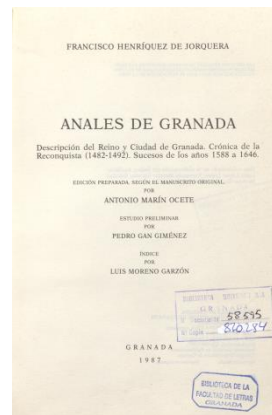 FRANCISCO HENRÍQUEZ DE JORQUERA
ANALES DE GRANADA
Descripción del Reino y Ciudad de Granada. Crónica de la
Reconquista (1482-1492). Sucesos de los años 1588 a 1646.
EDICIÓN PREPARADA, SEGÚN EL MANUSCRITO ORIGINAL,
POR
ANTONIO MARÍN OCETE
ESTUDIO PRELIMINAR
POR
PEDRO GAN GIMÉNEZ
ÍNDICE
POR
LUIS MORENO GARZÓN
GRANADA
58595
820284
GRANADA
1987
BIBLIOTECA DE LA
FACULTAD DE LETRAS
GRANADA